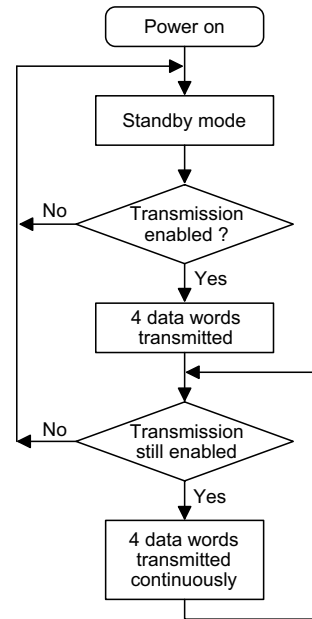 Power on
Standby mode
Transmission
enabled ?
No
Yes
4 data words
transmitted
Transmission
still enabled
No
Yes
4 data words
transmitted
continuously